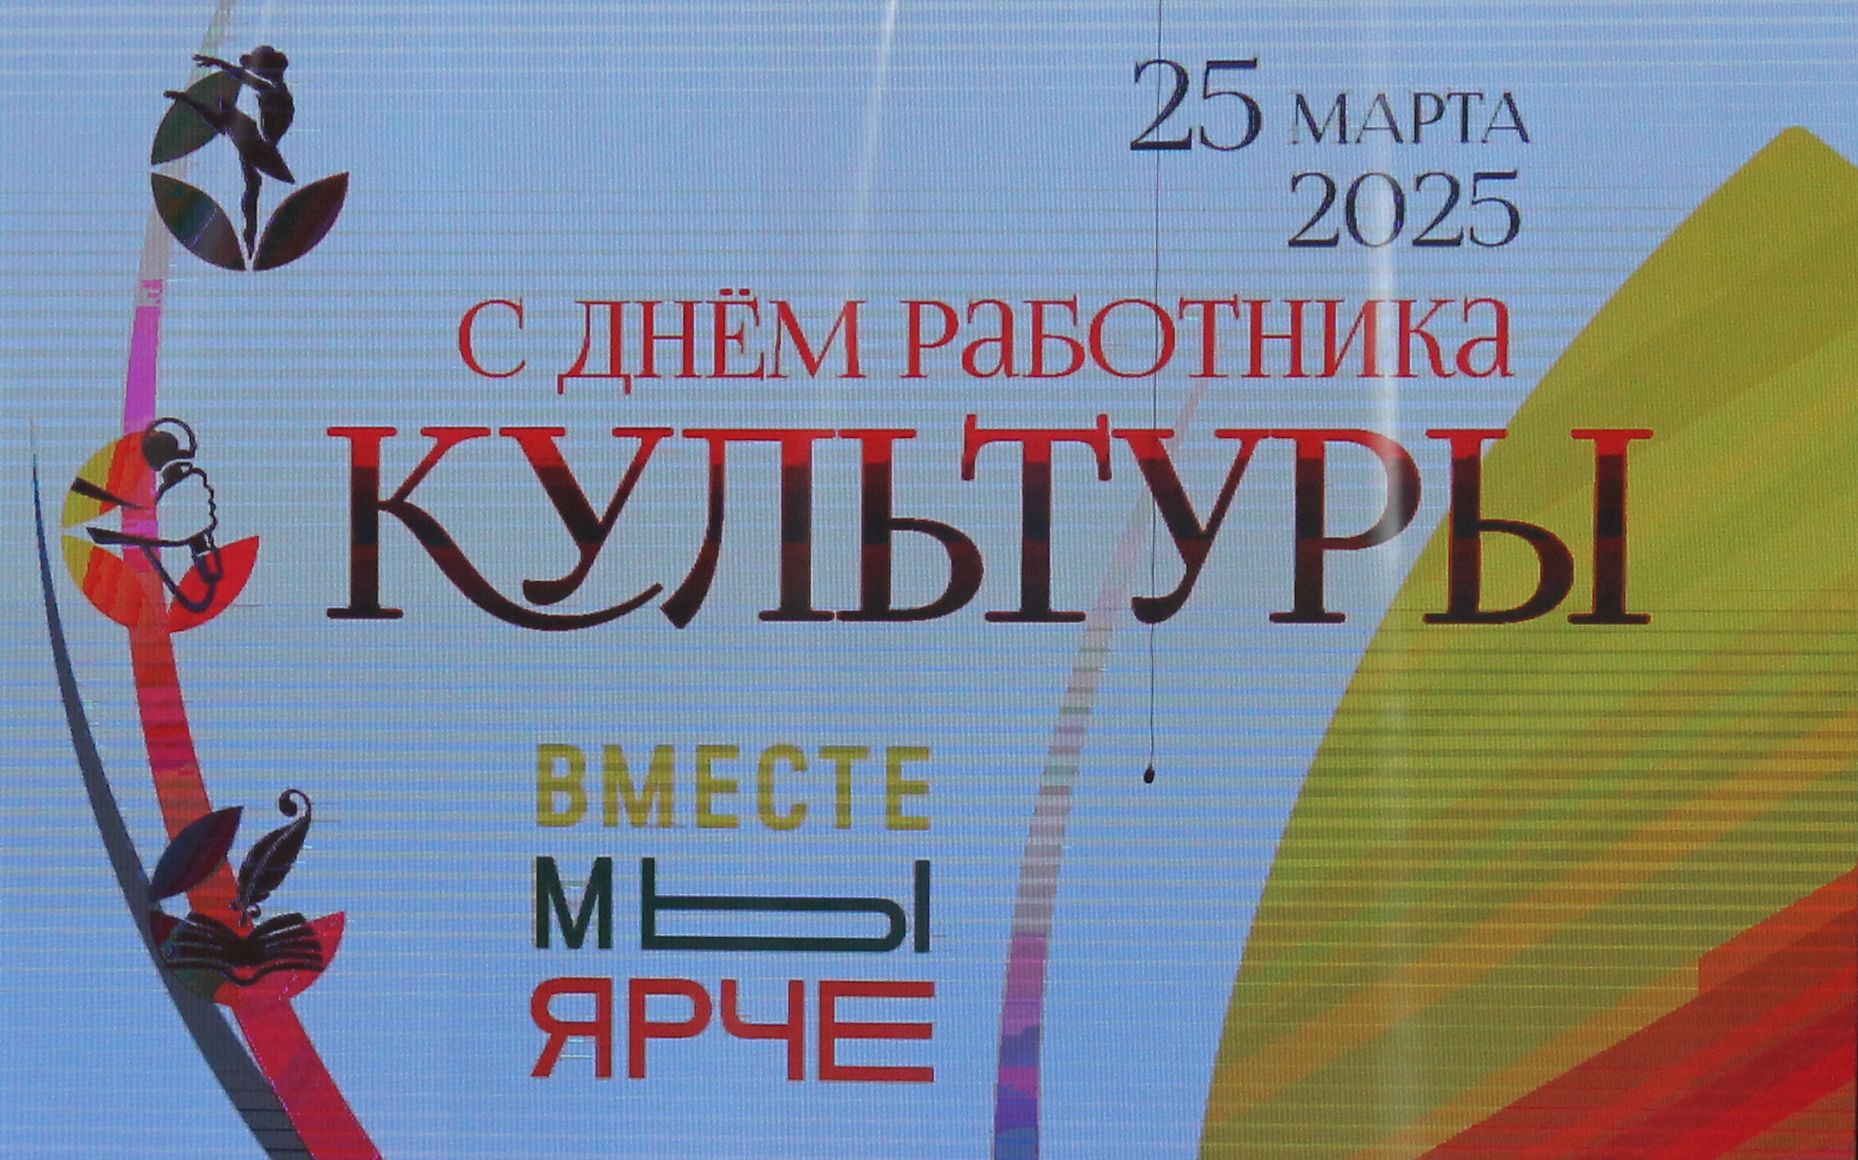 25 МАРТА
2025
С ДНЁМ РАБОТНИКА
КУЛЬТУРЫ
ВМЕСТЕ
МЫ
ЯРЧЕ